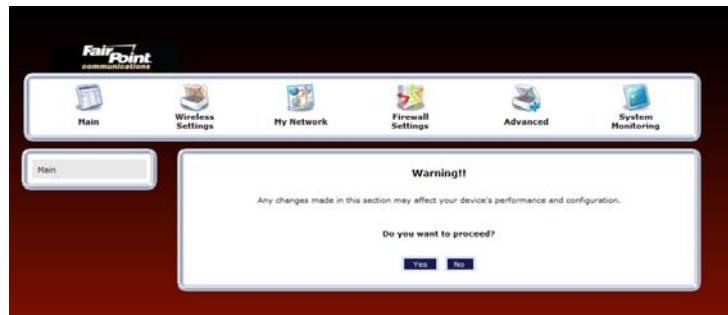 FairPoint
communications
Main
Wireless
Settings
My Network
Firewall
Settings
Advanced
System
Monitoring
Main
Warning!!
Any changes made in this section may affect your device's performance and configuration.
Do you want to proceed?
Yes No